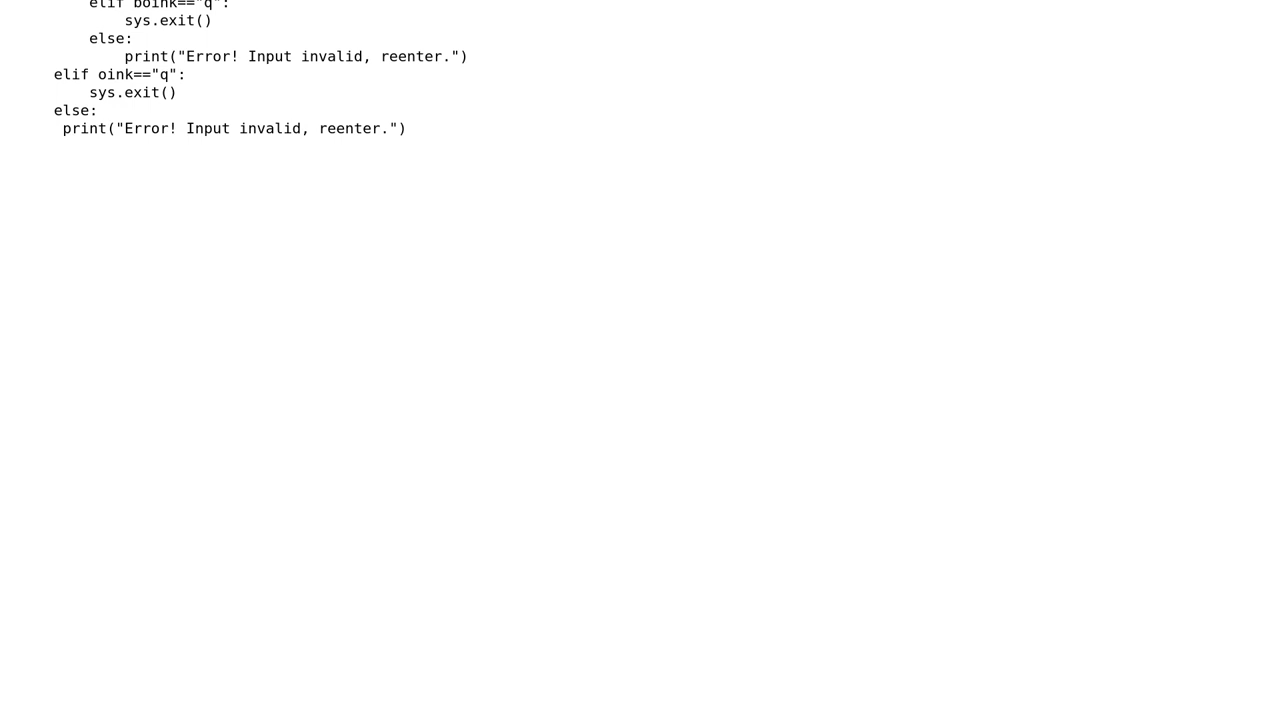 elif boink=="q":
            sys.exit()
        else:
            print("Error! Input invalid, reenter.")
    elif oink=="q":
        sys.exit()
    else:
     print("Error! Input invalid, reenter.")